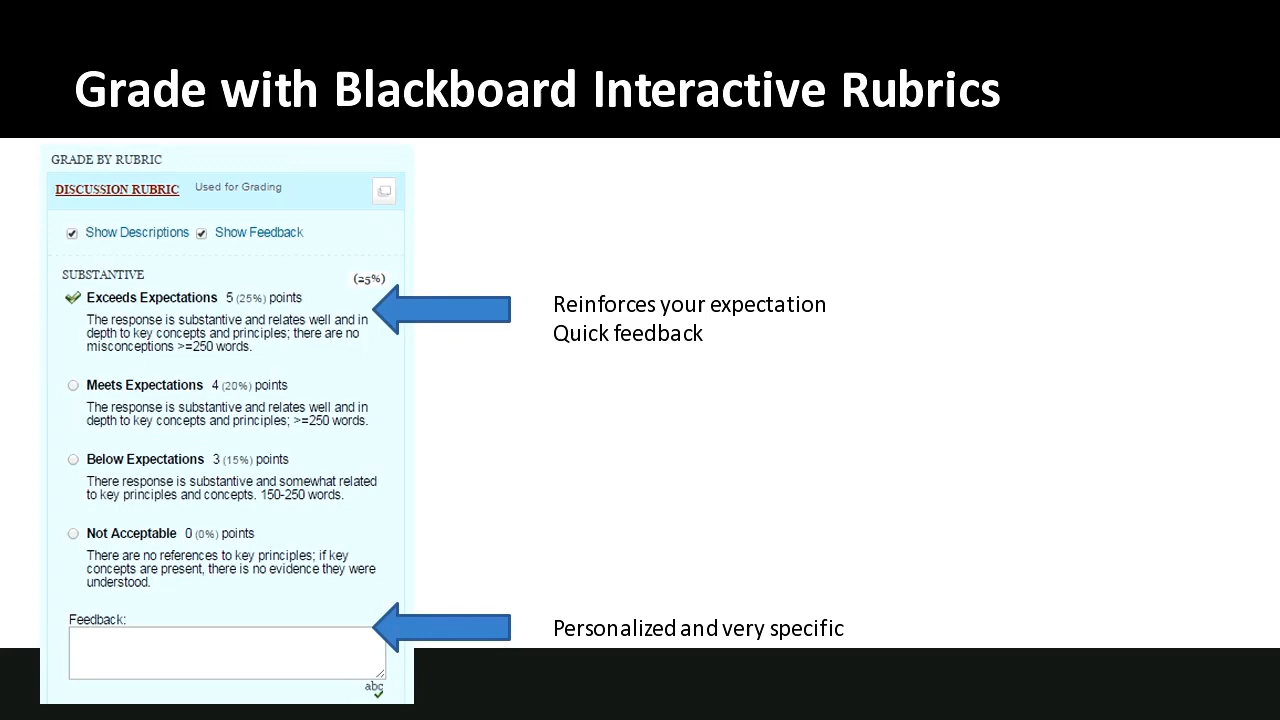 Grade with Blackboard Interactive Rubrics
GRADE BY RUBRIC
DISCUSSION RUBRIC Used for Grading
Show Descriptions Show Feedback
SUBSTANTIVE (25%)
Exceeds Expectations 5 (25%) points
The response is substantive and relates well and in
depth to key concepts and principles; there are no
misconceptions >=250 words.
Reinforces your expectation
Quick feedback
Meets Expectations 4 (20%) points
The response is substantive and relates well and in
depth to key concepts and principles; >=250 words.
Below Expectations 3 (15%) points
There response is substantive and somewhat related
to key principles and concepts. 150-250 words.
Not Acceptable 0 (0%) points
There are no references to key principles; if key
concepts are present, there is no evidence they were
understood.
Feedback:
Personalized and very specific
abc